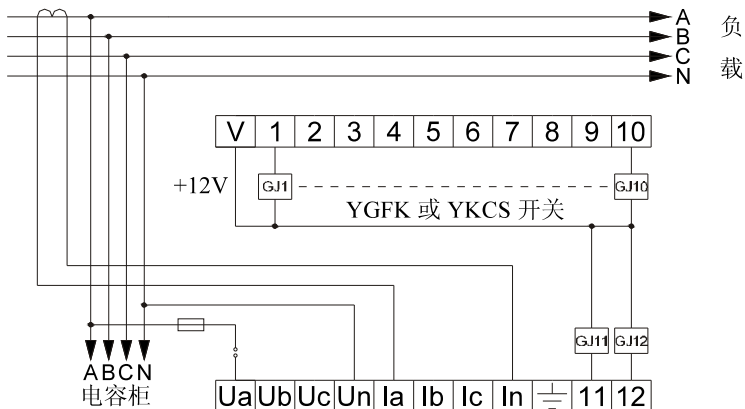 A 负
B
C 载
N
V 1 2 3 4 5 6 7 8 9 10
+12V GJ1 GJ10
YGFK 或 YKCS 开关
GJ11 GJ12
A B C N
电容柜
Ua Ub Uc Un Ia Ib Ic In 11 12